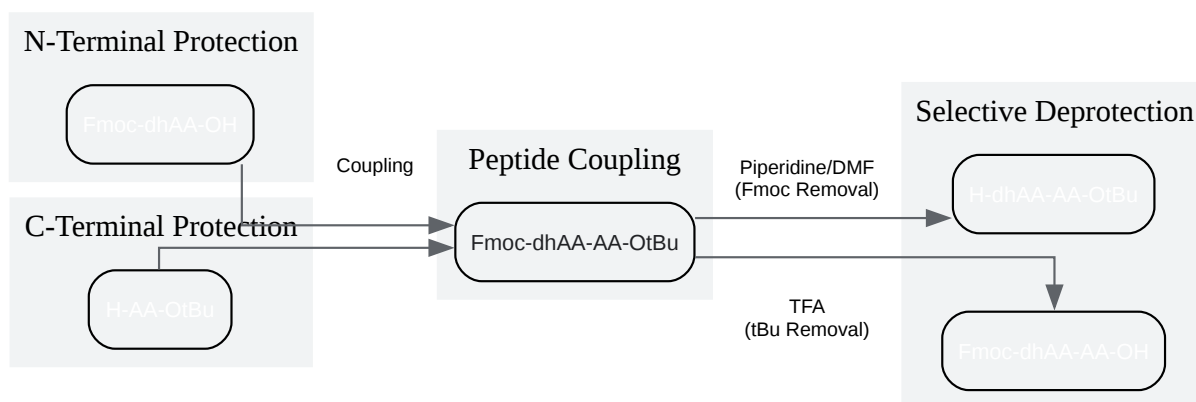 N-Terminal Protection
Fmoc-dhAA-OH
C-Terminal Protection
H-AA-OtBu
Coupling
Peptide Coupling
Fmoc-dhAA-AA-OtBu
Piperidine/DMF
(Fmoc Removal)
TFA
(tBu Removal)
Selective Deprotection
H-dhAA-AA-OtBu
Fmoc-dhAA-AA-OH